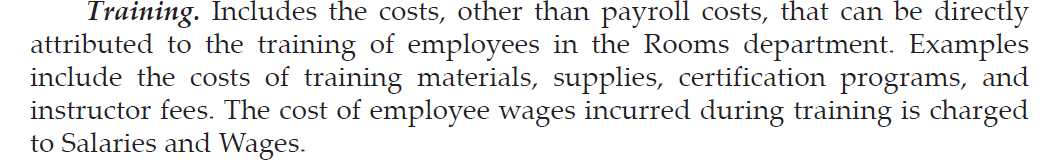 Training. Includes the costs, other than payroll costs, that can be directly
attributed to the training of employees in the Rooms department. Examples
include the costs of training materials, supplies, certification programs, and
instructor fees. The cost of employee wages incurred during training is charged
to Salaries and Wages.